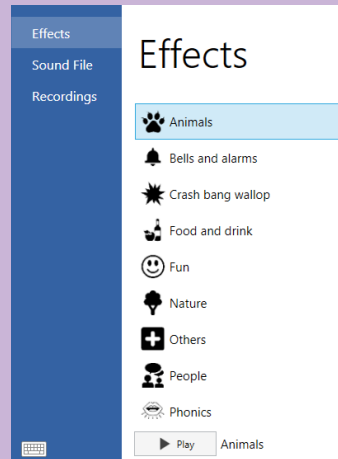 Effects
Sound File
Recordings
Effects
Animals
Bells and alarms
Crash bang wallop
Food and drink
Fun
Nature
Others
People
Phonics
Play Animals